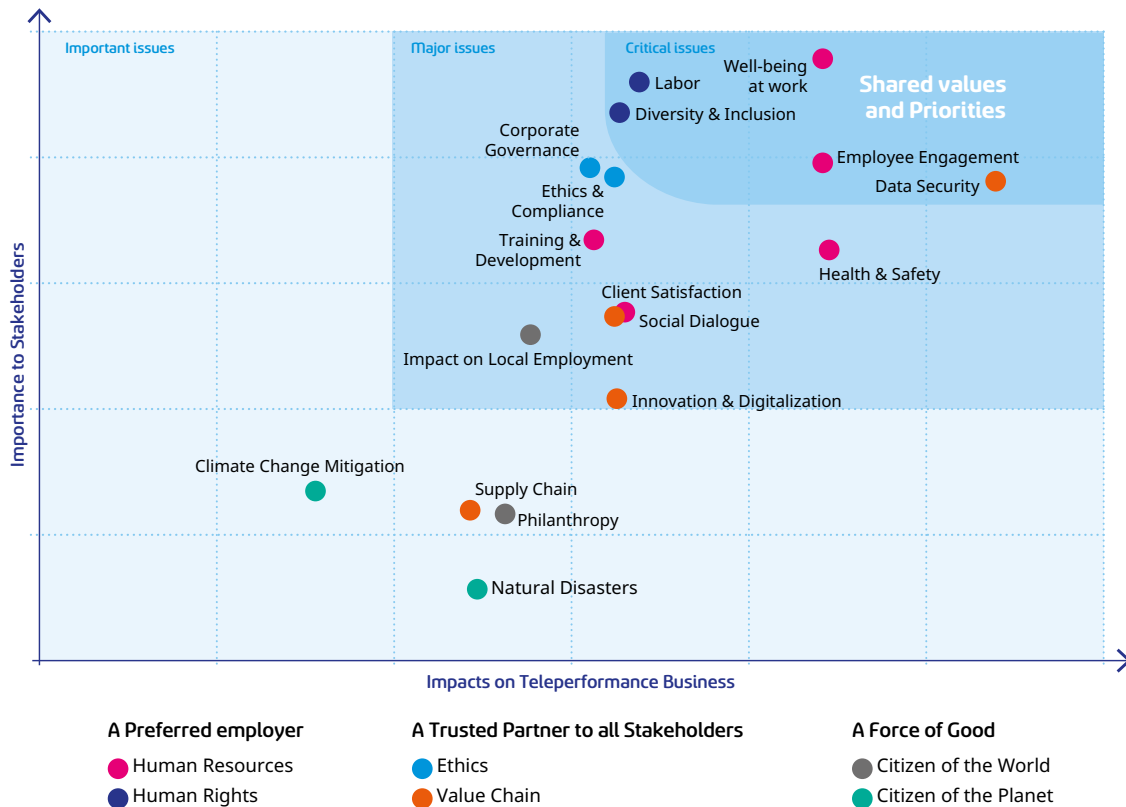 Important issues
Major issues
Critical issues
Well-being
at work
Shared values
and Priorities
Labor
Diversity & Inclusion
Corporate
Governance
Employee Engagement
Data Security
Ethics &
Compliance
Training &
Development
Health & Safety
Client Satisfaction
Social Dialogue
Impact on Local Employment
Innovation & Digitalization
Climate Change Mitigation
Supply Chain
Philanthropy
Natural Disasters
Importance to Stakeholders
Impacts on Teleperformance Business
A Preferred employer
Human Resources
Human Rights
A Trusted Partner to all Stakeholders
Ethics
Value Chain
A Force of Good
Citizen of the World
Citizen of the Planet